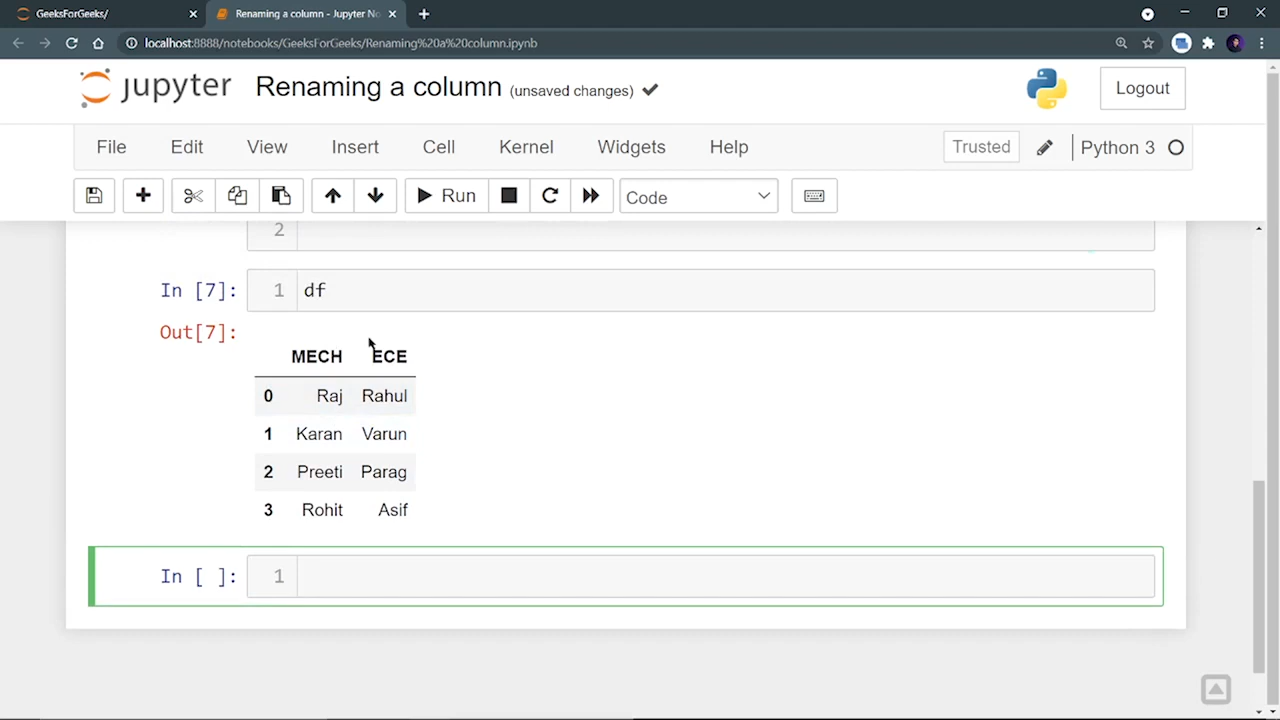 GeeksForGeeks/
Renaming a column - Jupyter No
localhost:8888/notebooks/GeeksForGeeks/Renaming%20a%20column.ipynb
jupyter Renaming a column (unsaved changes)
Logout
File Edit View Insert Cell Kernel Widgets Help Trusted Python 3
Run Code
2
In [7]: 1 df
Out[7]:
MECH ECE
0 Raj Rahul
1 Karan Varun
2 Preeti Parag
3 Rohit Asif
In [ ]: 1